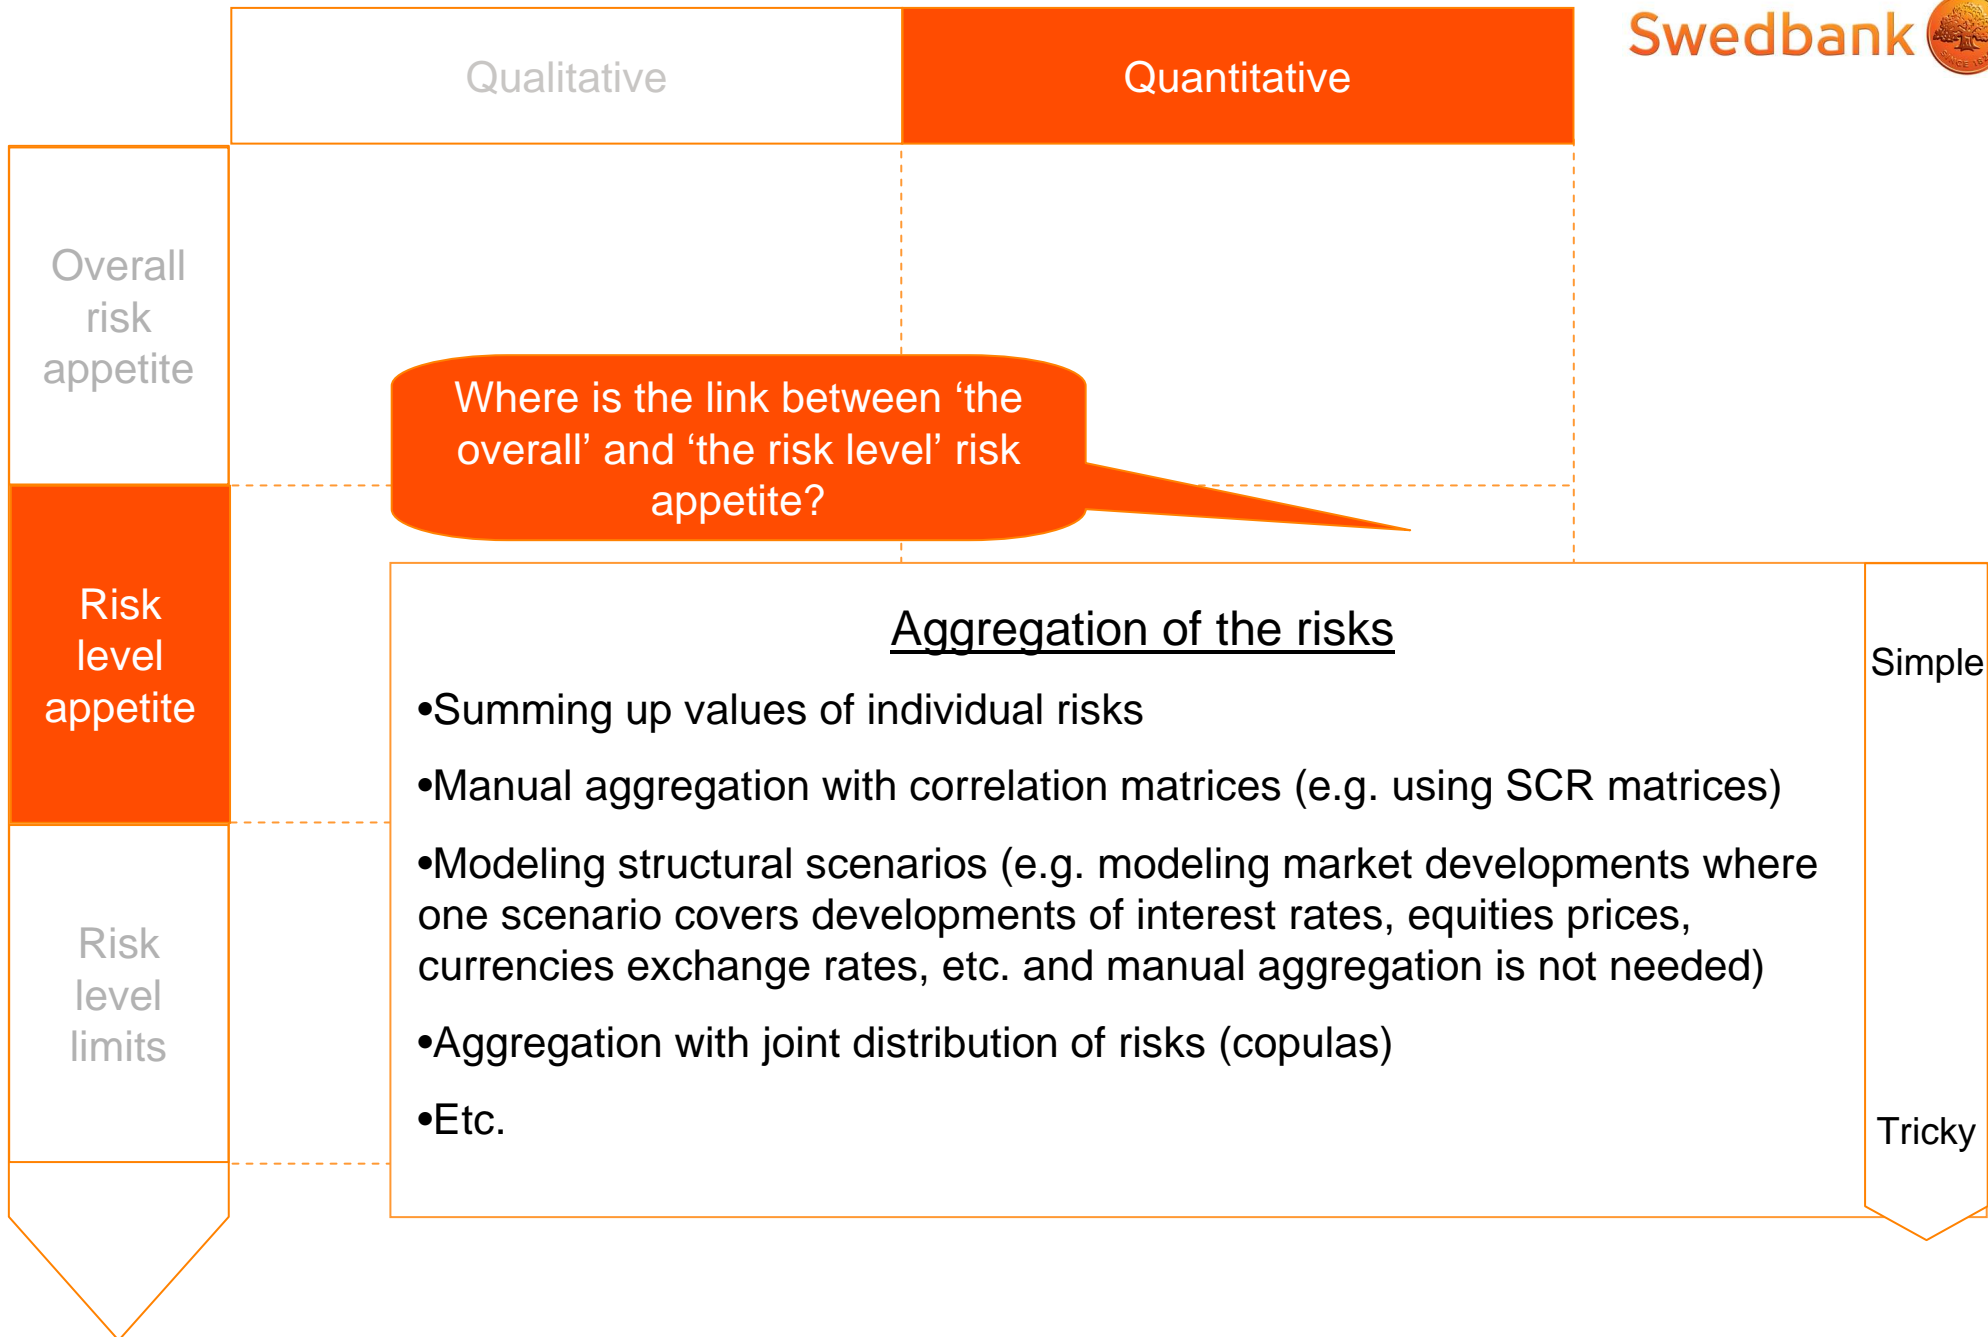 Swedbank
Qualitative
Quantitative
Overall
risk
appetite
Where is the link between ‘the
overall’ and ‘the risk level’ risk
appetite?
Risk
level
appetite
Aggregation of the risks
•Summing up values of individual risks
•Manual aggregation with correlation matrices (e.g. using SCR matrices)
•Modeling structural scenarios (e.g. modeling market developments where
one scenario covers developments of interest rates, equities prices,
currencies exchange rates, etc. and manual aggregation is not needed)
•Aggregation with joint distribution of risks (copulas)
•Etc.
Simple
Tricky
Risk
level
limits